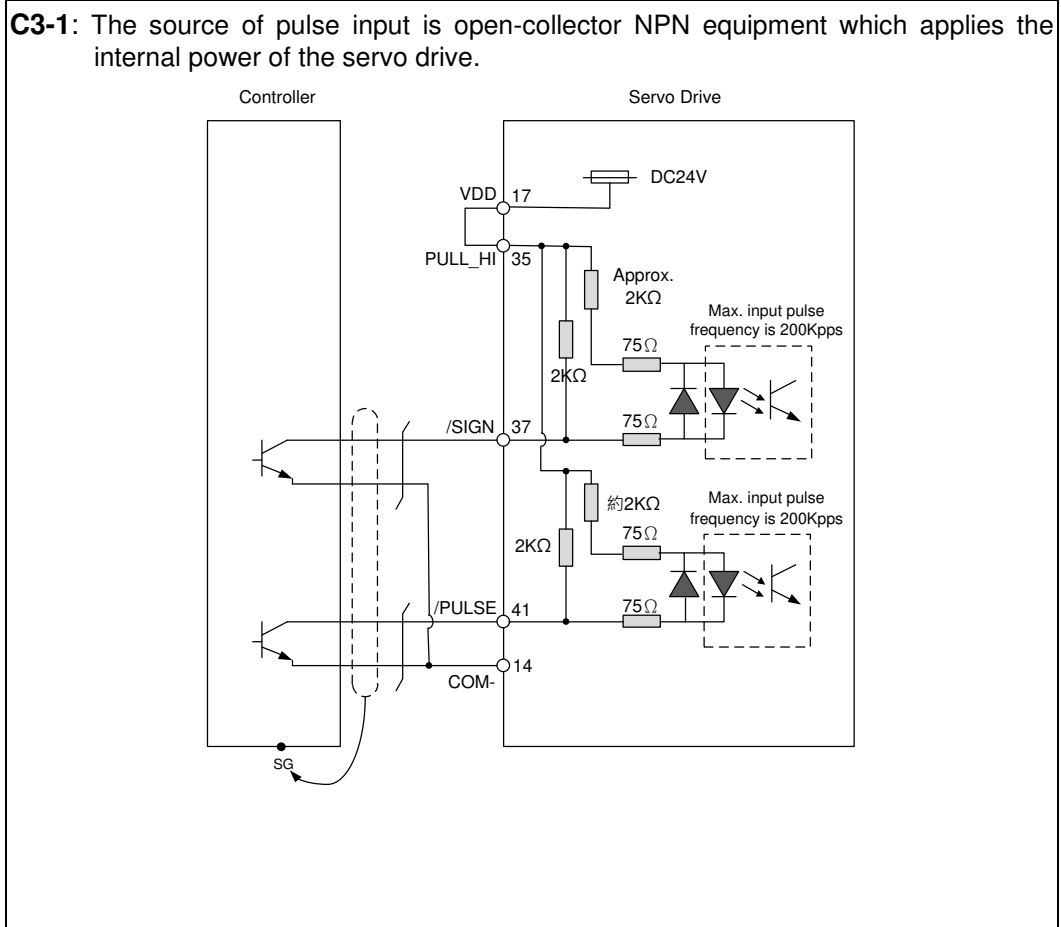 C3-1: The source of pulse input is open-collector NPN equipment which applies the
internal power of the servo drive.
Controller
Servo Drive
DC24V
VDD
17
PULL_HI
35
Approx.
2KΩ
Max. input pulse
frequency is 200Kpps
75Ω
2KΩ
75Ω
/SIGN
37
約2KΩ
Max. input pulse
frequency is 200Kpps
75Ω
2KΩ
75Ω
/PULSE
41
14
COM-
SG